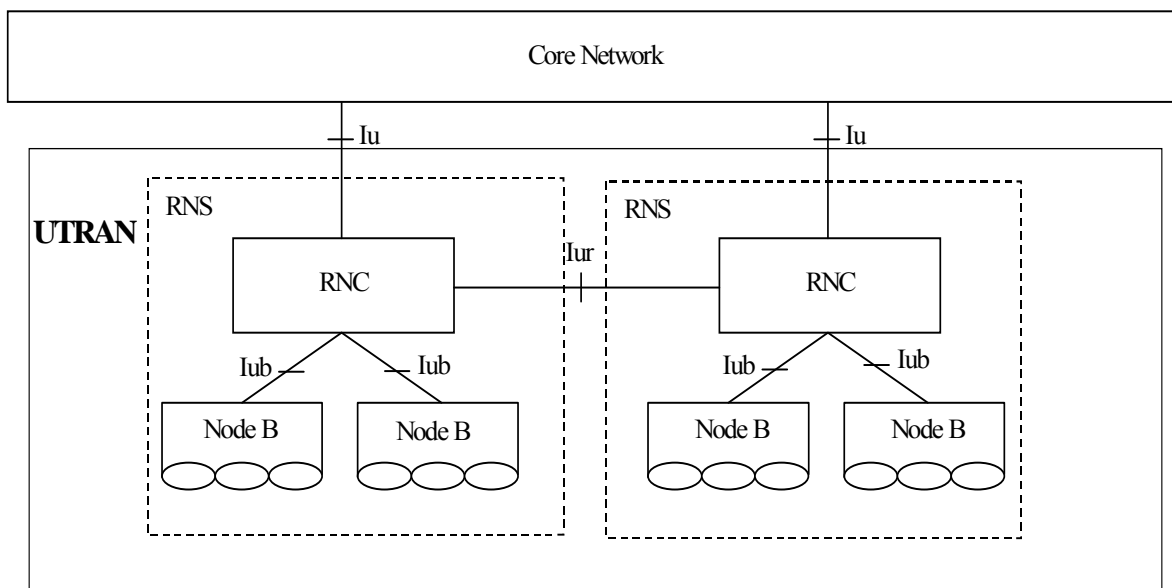 Core Network
Iu
Iu
RNS
RNS
UTRAN
Iur
RNC
RNC
Iub
Iub
Iub
Iub
Node B
Node B
Node B
Node B